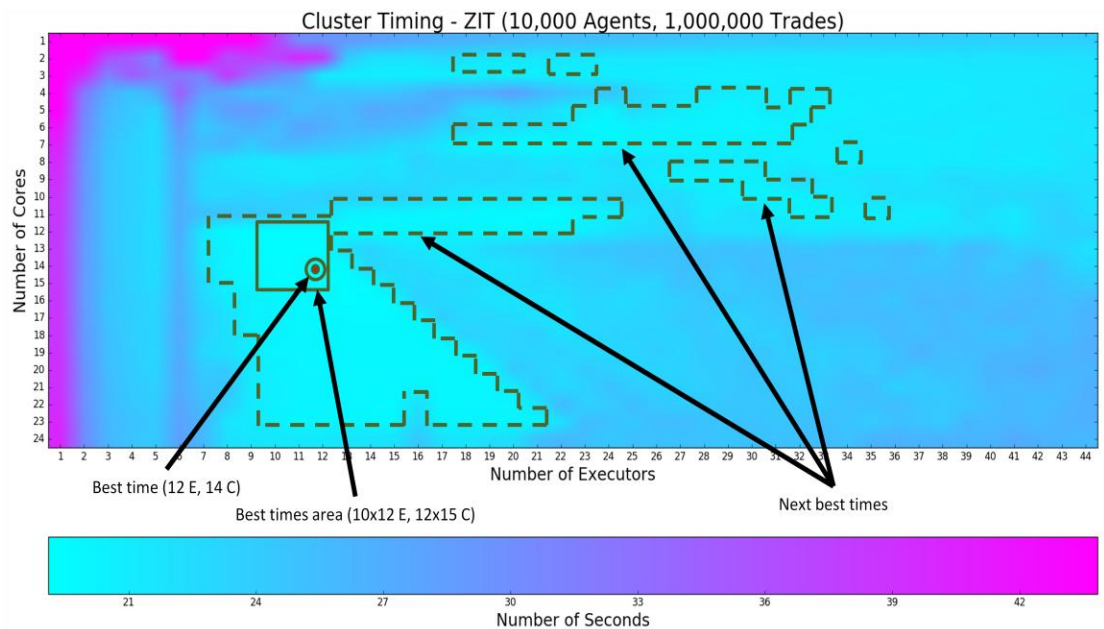 Cluster Timing - ZIT (10,000 Agents, 1,000,000 Trades)
Number of Cores
1
2
3
4
5
6
7
8
9
10
11
12
13
14
15
16
17
18
19
20
21
22
23
24
1 2 3 4 5 6 7 8 9 10 11 12 13 14 15 16 17 18 19 20 21 22 23 24 25 26 27 28 29 30 31 32 33 34 35 36 37 38 39 40 41 42 43 44
Number of Executors
Best time (12 E, 14 C)
Best times area (10x12 E, 12x15 C)
Next best times
21 24 27 30 33 36 39 42
Number of Seconds